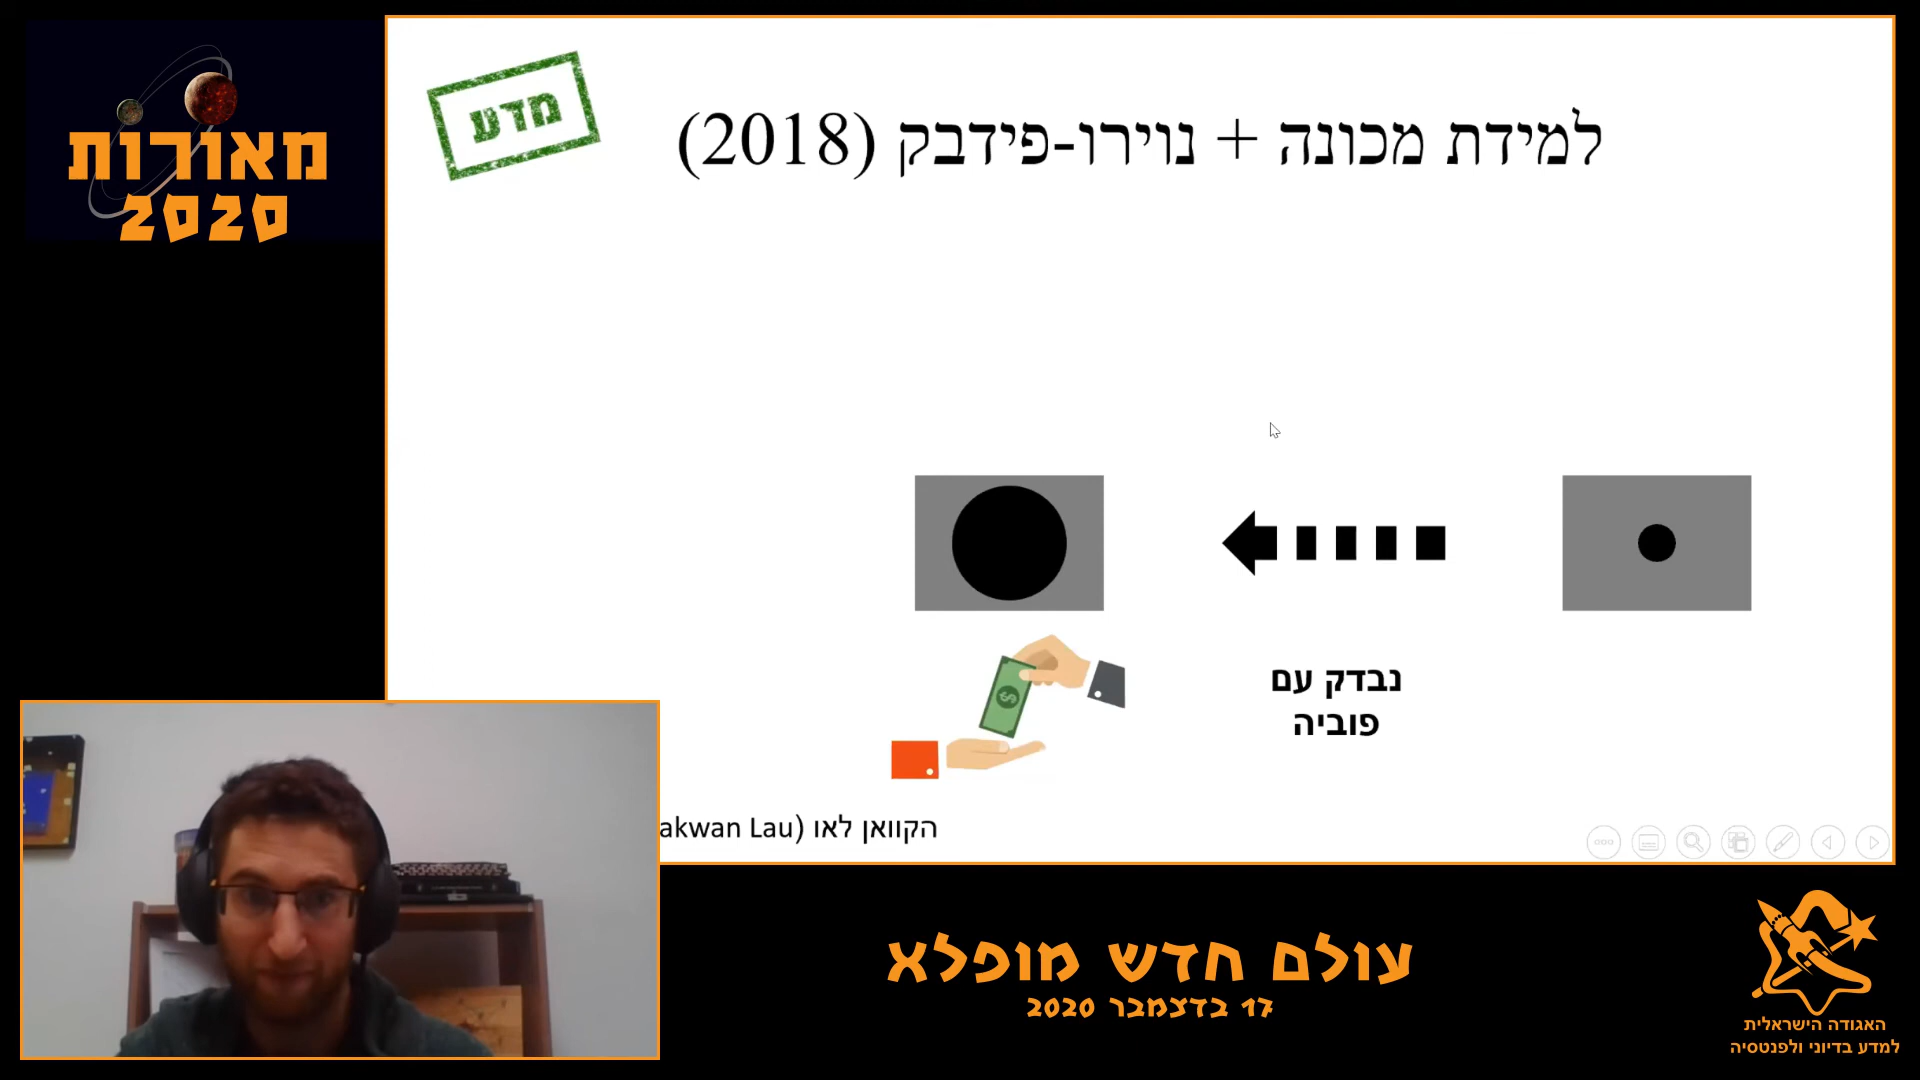 מאורות
2020
מדע
למידת מכונה + נוירו-פידבק (2018)
נבדק עם
פוביה
הקוואן לאו (akwan Lau
עולם חדש מופלא
17 בדצמבר 2020
האגודה הישראלית
למדע בדיוני ולפנטסיה